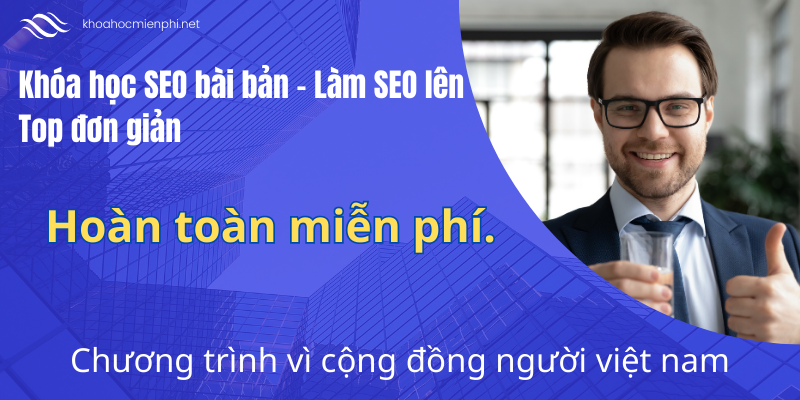 khoahocmienphi.net
Khóa học SEO bài bản - Làm SEO lên
Top đơn giản
Hoàn toàn miễn phí.
Chương trình vì cộng đồng người việt nam